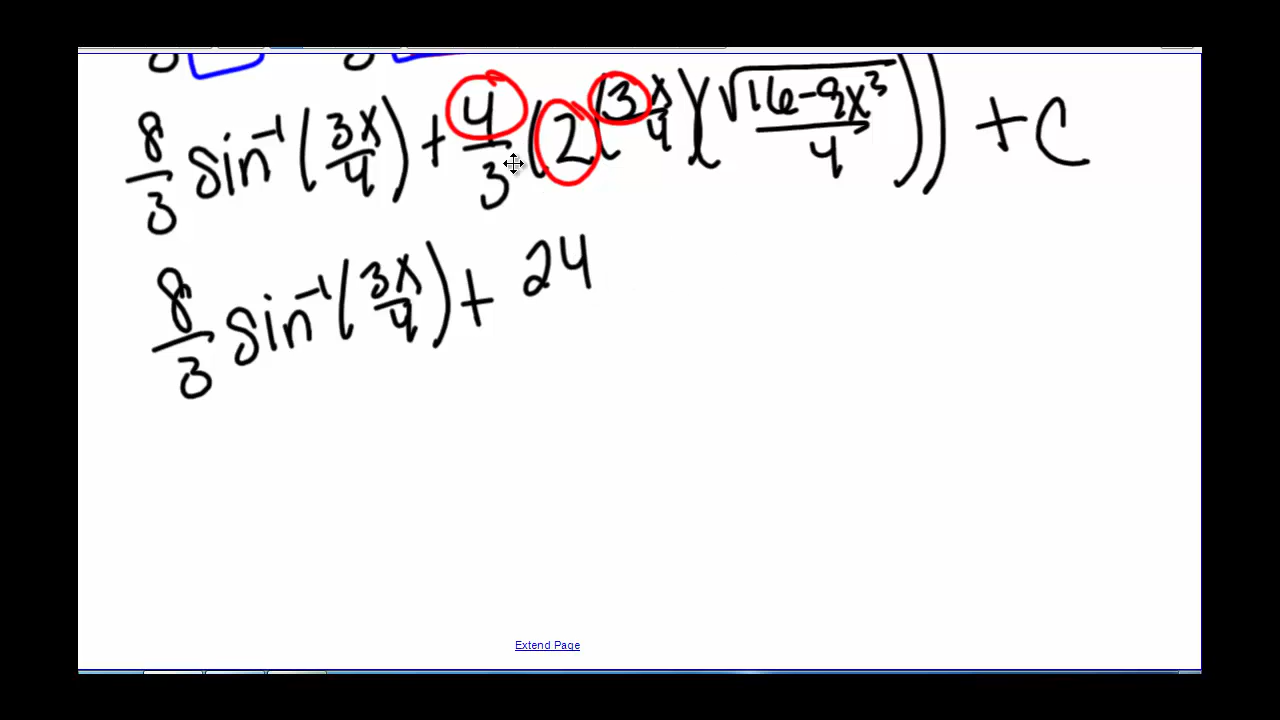 8/3 sin⁻¹(3x/4) + 4/3 (2(3x/4)(√(16-9x³)/4)) + C
8/3 sin⁻¹(3x/4) + 24
Extend Page